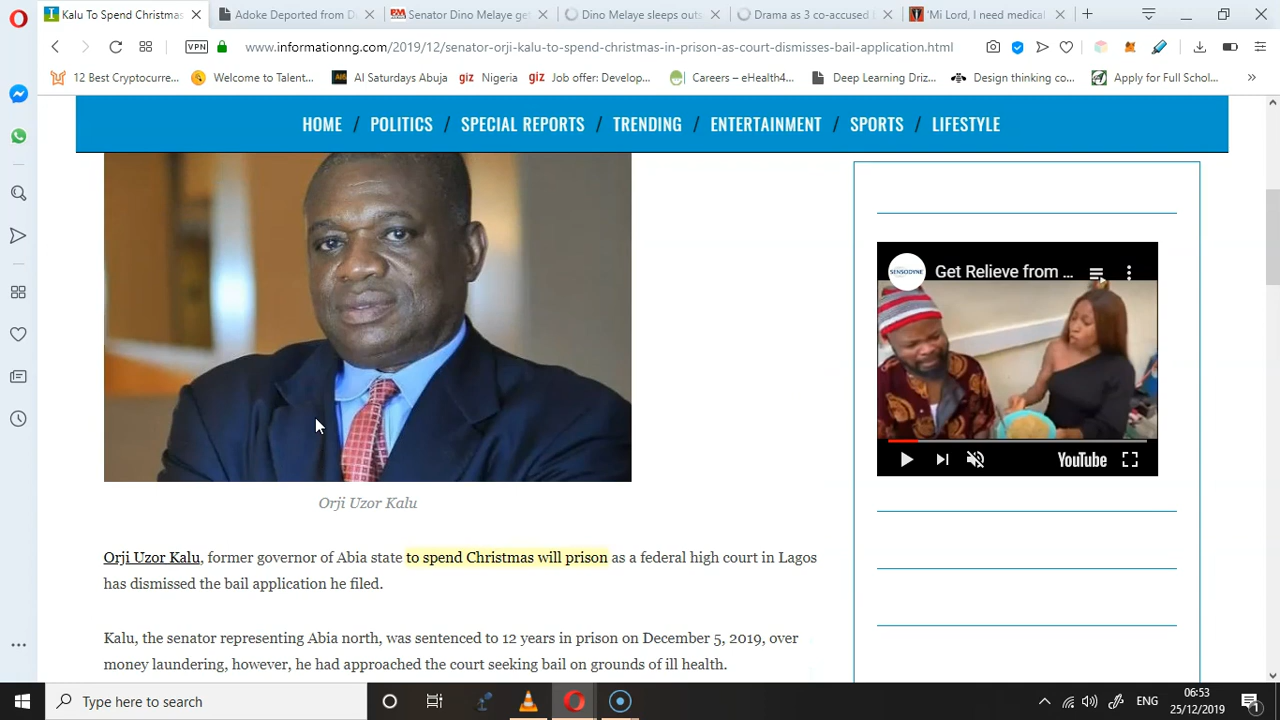 Kalu To Spend Christmas
Adoke Deported from D
Senator Dino Melaye ge
Dino Melaye sleeps outs
Drama as 3 co-accused
'Mi Lord, I need medical
VPN
www.informationng.com/2019/12/senator-orji-kalu-to-spend-christmas-in-prison-as-court-dismisses-bail-application.html
12 Best Cryptocurre...
Welcome to Talent...
AI Saturdays Abuja
giz Nigeria
giz Job offer: Develop...
Careers – eHealth4...
Deep Learning Driz...
Design thinking co...
Apply for Full Schol...
HOME / POLITICS / SPECIAL REPORTS / TRENDING / ENTERTAINMENT / SPORTS / LIFESTYLE
SENSODYNE
Get Relieve from ...
YouTube
Orji Uzor Kalu
Orji Uzor Kalu, former governor of Abia state to spend Christmas will prison as a federal high court in Lagos
has dismissed the bail application he filed.
Kalu, the senator representing Abia north, was sentenced to 12 years in prison on December 5, 2019, over
money laundering, however, he had approached the court seeking bail on grounds of ill health.
Type here to search
ENG
06:53
25/12/2019
1